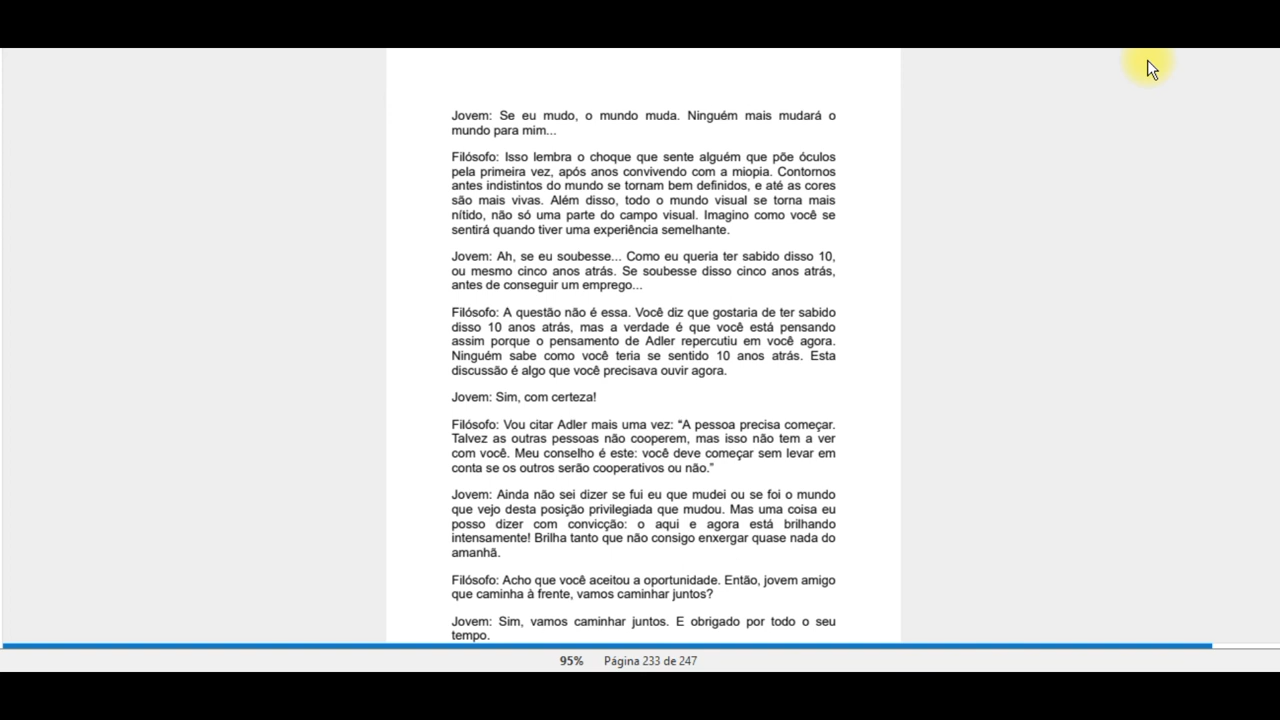 Jovem: Se eu mudo, o mundo muda. Ninguém mais mudará o
mundo para mim...
Filósofo: Isso lembra o choque que sente alguém que põe óculos
pela primeira vez, após anos convivendo com a miopia. Contornos
antes indistintos do mundo se tornam bem definidos, e até as cores
são mais vivas. Além disso, todo o mundo visual se torna mais
nítido, não só uma parte do campo visual. Imagino como você se
sentirá quando tiver uma experiência semelhante.
Jovem: Ah, se eu soubesse... Como eu queria ter sabido disso 10,
ou mesmo cinco anos atrás. Se soubesse disso cinco anos atrás,
antes de conseguir um emprego...
Filósofo: A questão não é essa. Você diz que gostaria de ter sabido
disso 10 anos atrás, mas a verdade é que você está pensando
assim porque o pensamento de Adler repercutiu em você agora.
Ninguém sabe como você teria se sentido 10 anos atrás. Esta
discussão é algo que você precisava ouvir agora.
Jovem: Sim, com certeza!
Filósofo: Vou citar Adler mais uma vez: “A pessoa precisa começar.
Talvez as outras pessoas não cooperem, mas isso não tem a ver
com você. Meu conselho é este: você deve começar sem levar em
conta se os outros serão cooperativos ou não.”
Jovem: Ainda não sei dizer se fui eu que mudei ou se foi o mundo
que vejo desta posição privilegiada que mudou. Mas uma coisa eu
posso dizer com convicção: o aqui e agora está brilhando
intensamente! Brilha tanto que não consigo enxergar quase nada do
amanhã.
Filósofo: Acho que você aceitou a oportunidade. Então, jovem amigo
que caminha à frente, vamos caminhar juntos?
Jovem: Sim, vamos caminhar juntos. E obrigado por todo o seu
tempo.
95% Página 233 de 247